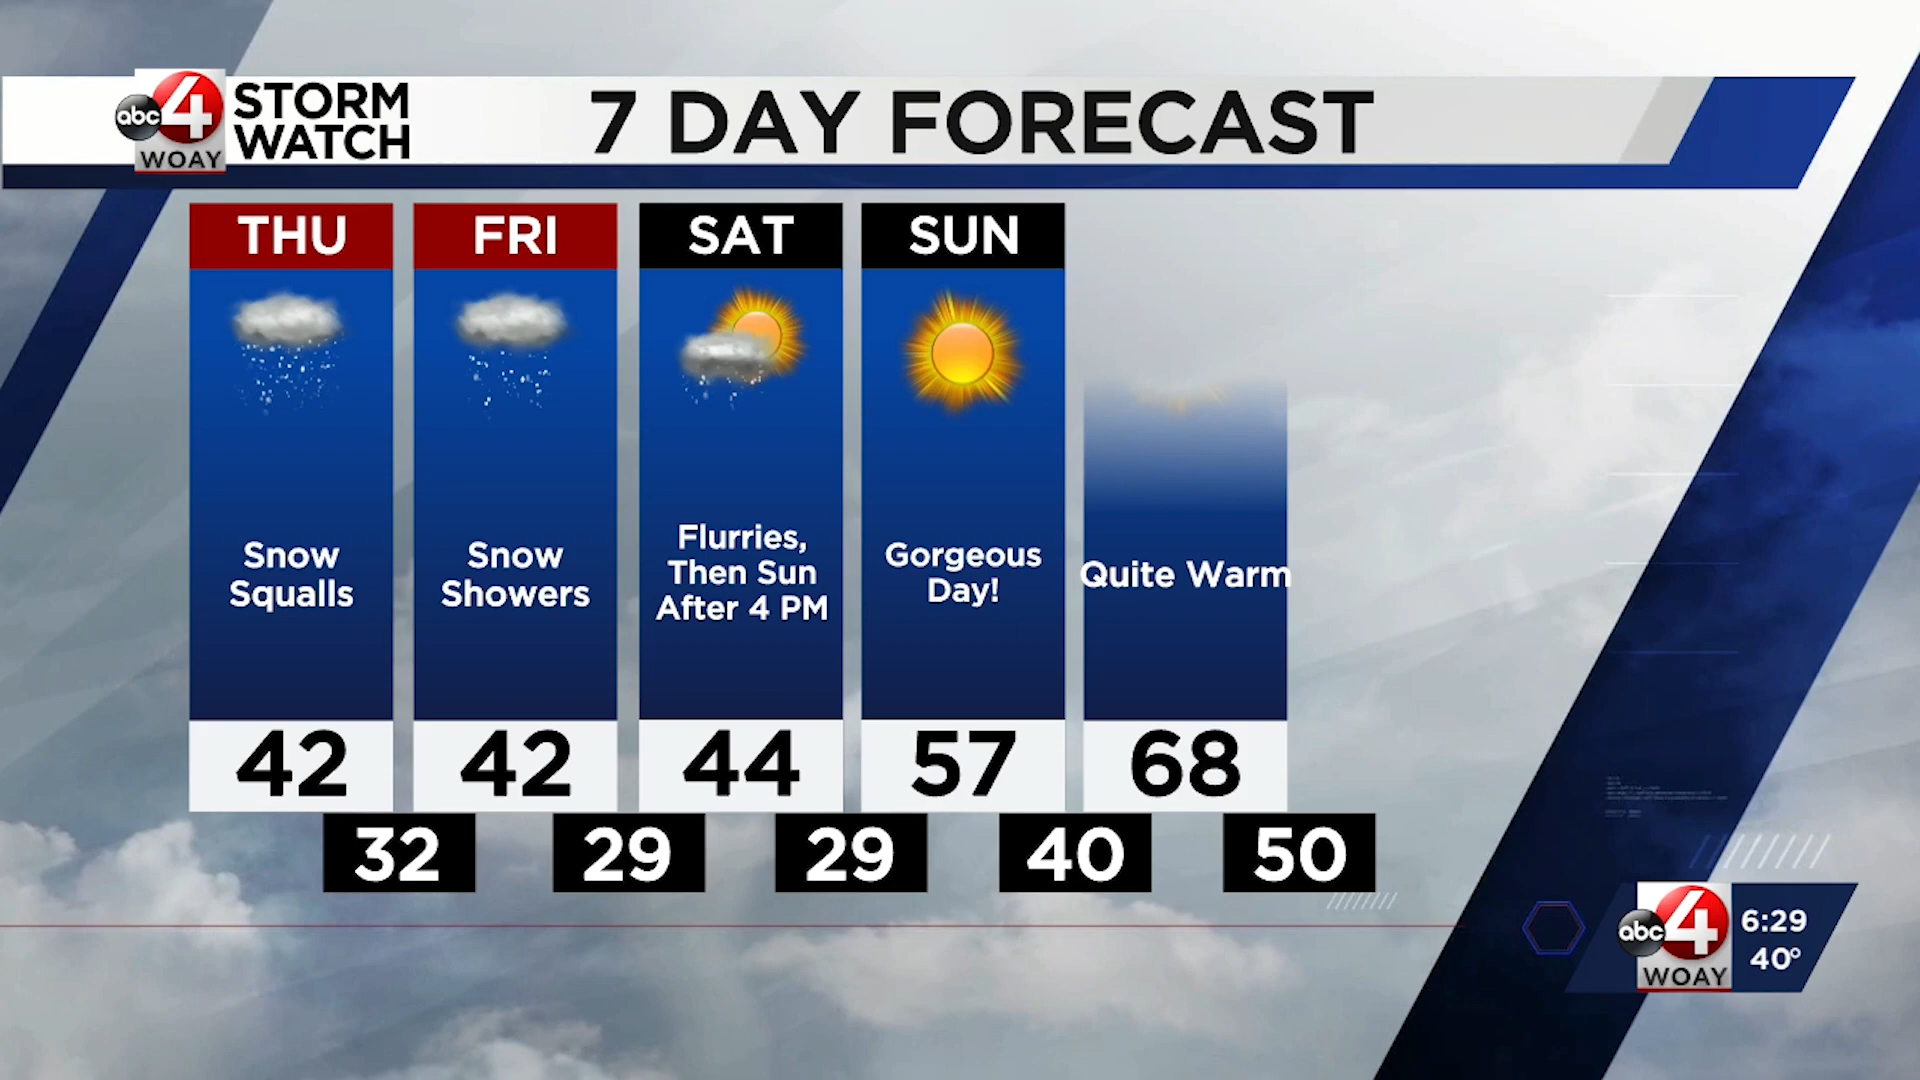 abc 4
WOAY
STORM
WATCH
7 DAY FORECAST
THU
FRI
SAT
SUN
Snow
Squalls
Snow
Showers
Flurries,
Then Sun
After 4 PM
Gorgeous
Day!
Quite Warm
42
42
44
57
68
32
29
29
40
50
abc 4
WOAY
6:29
40°